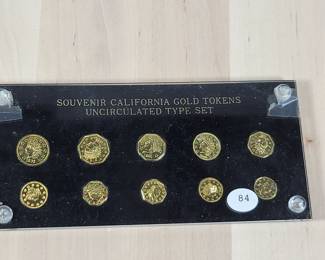 SOUVENIR CALIFORNIA GOLD TOKENS
UNCIRCULATED TYPE SET
84